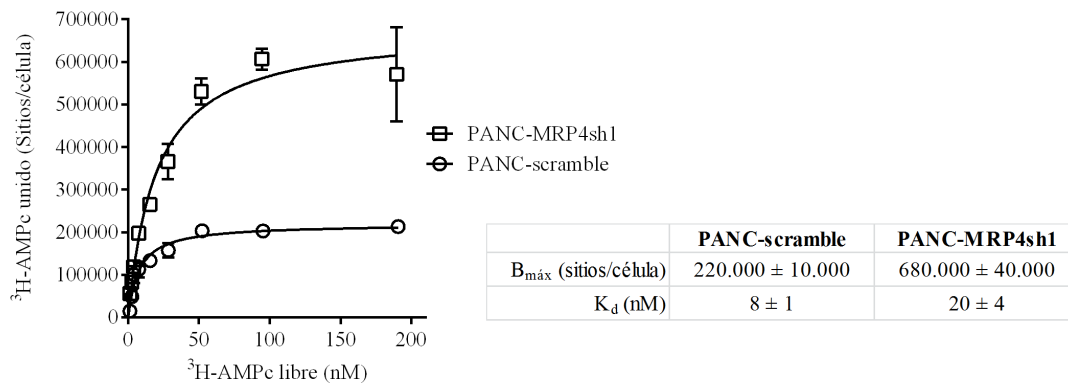 700000
600000
500000
400000
300000
200000
100000
0
³H-AMPc unido (Sitios/célula)
0 50 100 150 200
³H-AMPc libre (nM)
PANC-MRP4sh1
PANC-scramble
PANC-scramble PANC-MRP4sh1
Bmáx (sitios/célula) 220.000 ± 10.000 680.000 ± 40.000
Kd (nM) 8 ± 1 20 ± 4